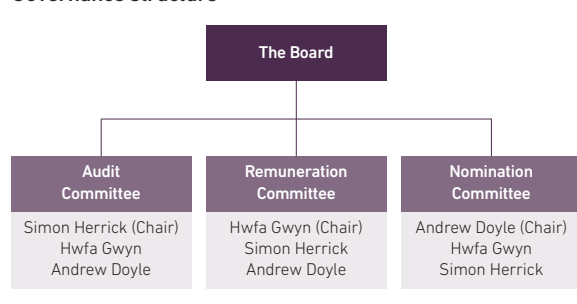 The Board
Audit
Committee
Simon Herrick (Chair)
Hwfa Gwyn
Andrew Doyle
Remuneration
Committee
Hwfa Gwyn (Chair)
Simon Herrick
Andrew Doyle
Nomination
Committee
Andrew Doyle (Chair)
Hwfa Gwyn
Simon Herrick